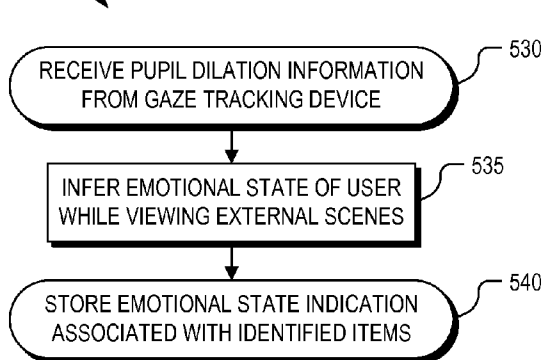 530
RECEIVE PUPIL DILATION INFORMATION
FROM GAZE TRACKING DEVICE
535
INFER EMOTIONAL STATE OF USER
WHILE VIEWING EXTERNAL SCENES
540
STORE EMOTIONAL STATE INDICATION
ASSOCIATED WITH IDENTIFIED ITEMS